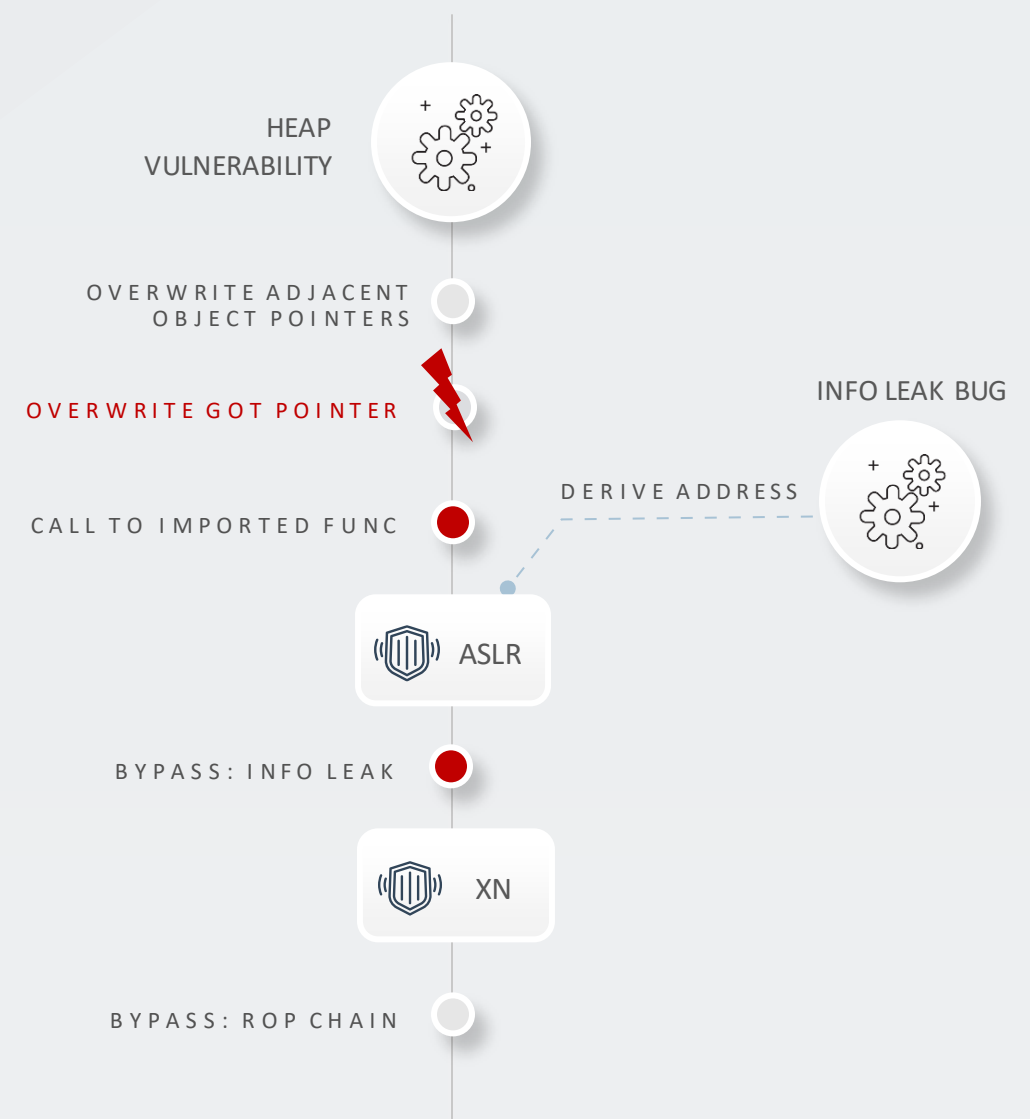 HEAP
VULNERABILITY
OVERWRITE ADJACENT
OBJECT POINTERS
OVERWRITE GOT POINTER
INFO LEAK BUG
DERIVE ADDRESS
CALL TO IMPORTED FUNC
ASLR
BYPASS: INFO LEAK
XN
BYPASS: ROP CHAIN